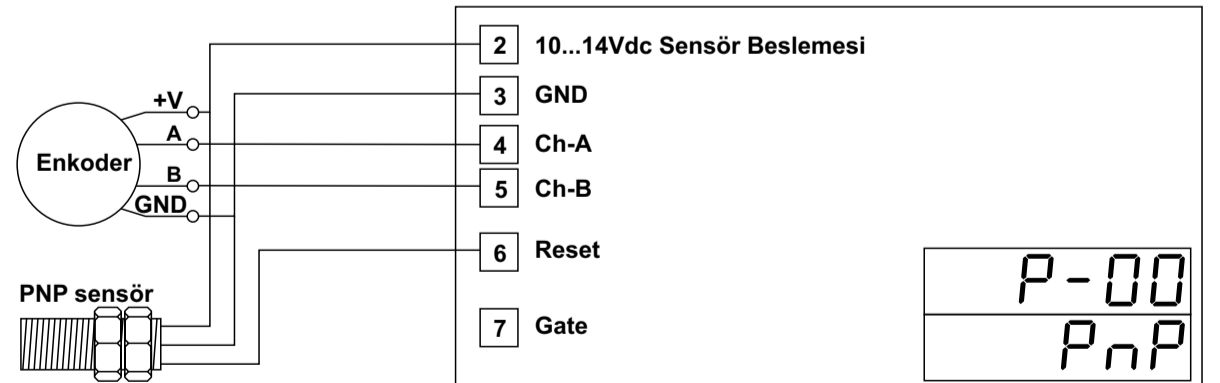 2 10...14Vdc Sensör Beslemesi
3 GND
+V
A
4 Ch-A
Enkoder
B
5 Ch-B
GND
6 Reset
P-00
PNP sensör
7 Gate
PnP